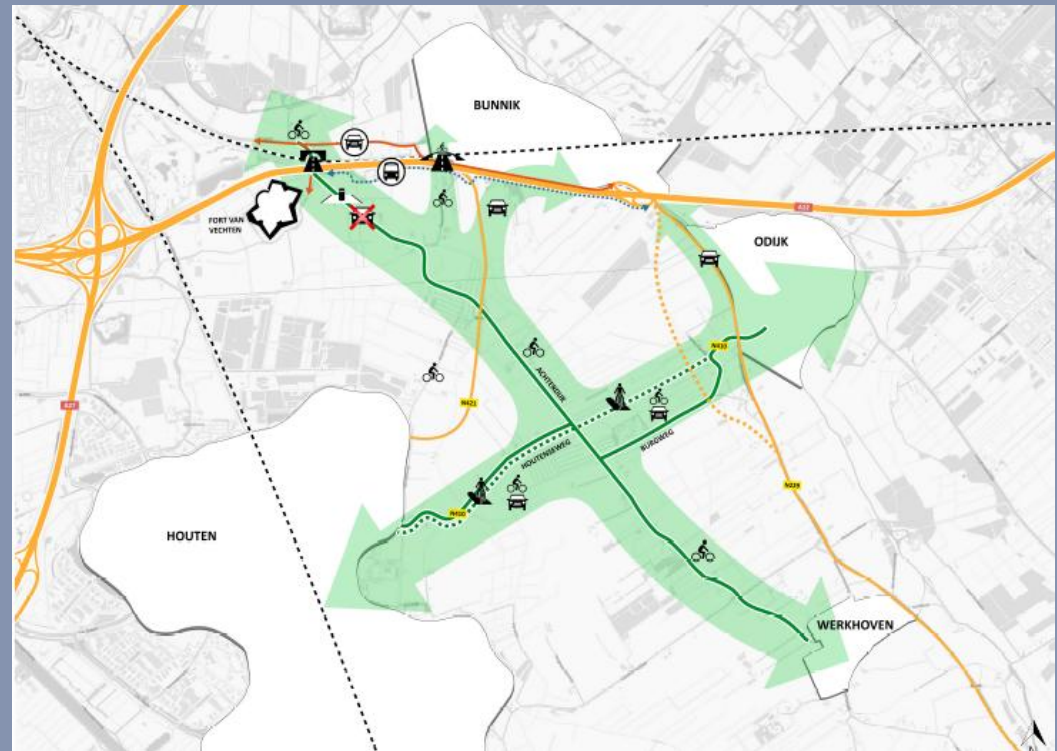 BUNNIK
FORT VAN
VECHTEN
A12
ODIJK
N410
ACHTERDIJK
A27
N421
BURGWEG
HOUTENSEWEG
N229
N410
HOUTEN
WERKHOVEN